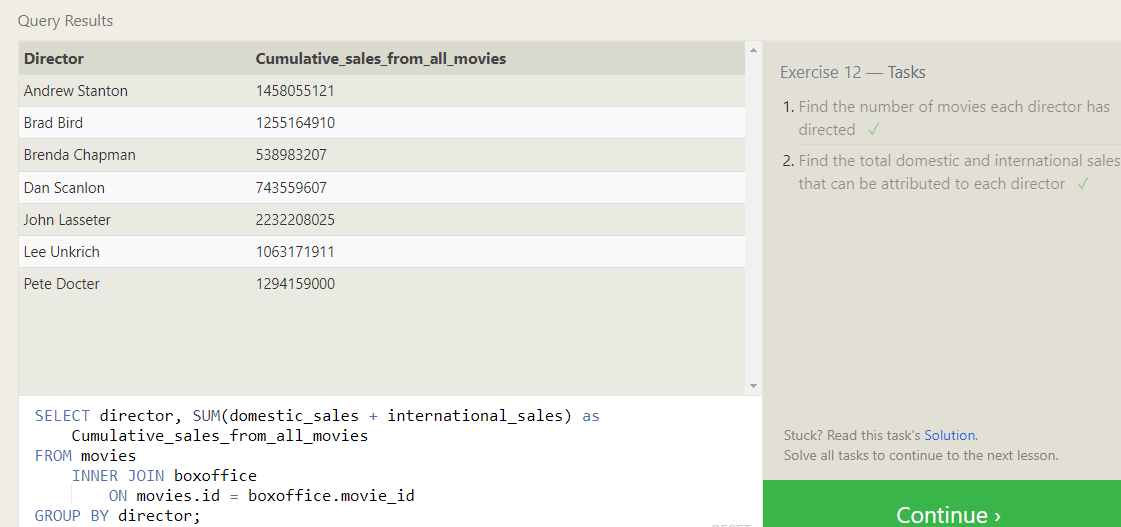 Query Results
Director Cumulative_sales_from_all_movies
Andrew Stanton 1458055121
Brad Bird 1255164910
Brenda Chapman 538983207
Dan Scanlon 743559607
John Lasseter 2232208025
Lee Unkrich 1063171911
Pete Docter 1294159000
SELECT director, SUM(domestic_sales + international_sales) as
Cumulative_sales_from_all_movies
FROM movies
INNER JOIN boxoffice
ON movies.id = boxoffice.movie_id
GROUP BY director;
RESET
Exercise 12 — Tasks
1. Find the number of movies each director has
directed ✓
2. Find the total domestic and international sales
that can be attributed to each director ✓
Stuck? Read this task's Solution.
Solve all tasks to continue to the next lesson.
Continue ›